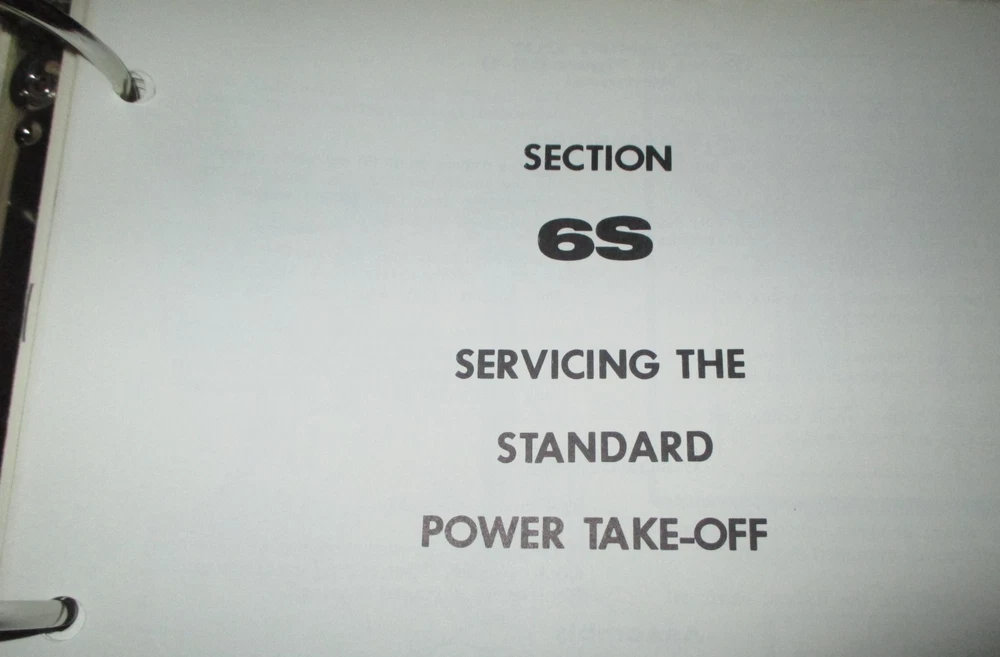 SECTION
6S
SERVICING THE
STANDARD
POWER TAKE-OFF